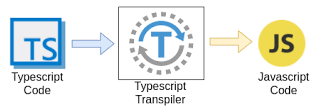 TS
T
JS
Typescript
Code
Typescript
Transpiler
Javascript
Code